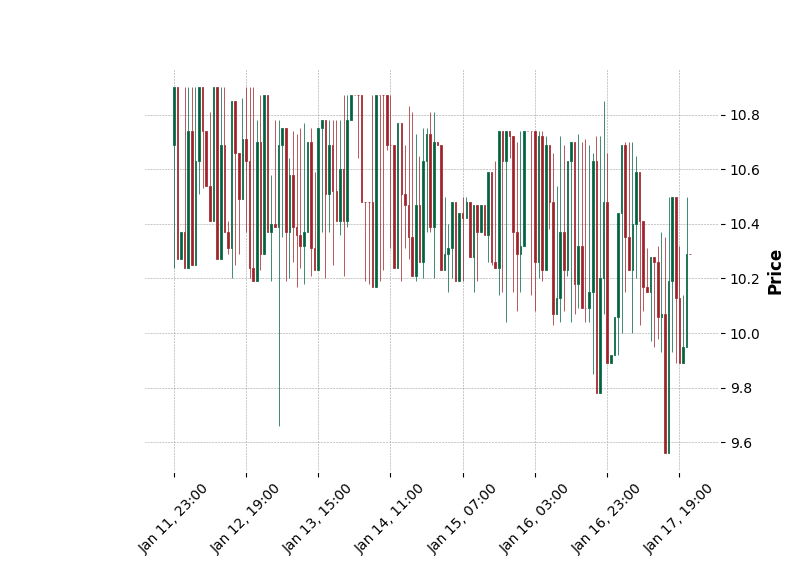 10.8
10.6
10.4
10.2
10.0
9.8
9.6
Price
Jan 11, 23:00
Jan 12, 19:00
Jan 13, 15:00
Jan 14, 11:00
Jan 15, 07:00
Jan 16, 03:00
Jan 16, 23:00
Jan 17, 19:00